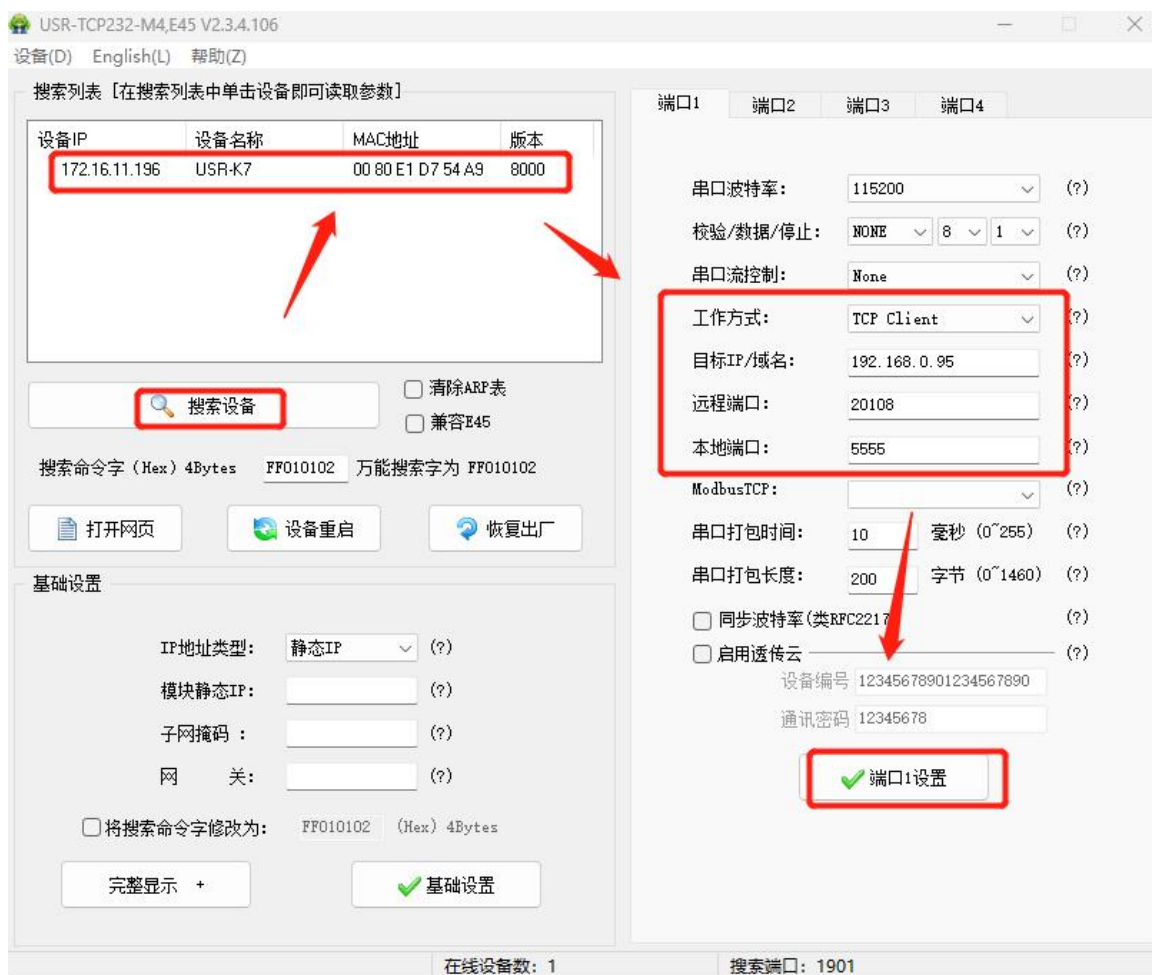 USR-TCP232-M4,E45 V2.3.4.106
设备(D) English(L) 帮助(Z)
搜索列表 [在搜索列表中单击设备即可读取参数]
设备IP 设备名称 MAC地址 版本
172.16.11.196 USR-K7 00 80 E1 D7 54 A9 8000
搜索设备
清除ARP表
兼容E45
搜索命令字 (Hex) 4Bytes FF010102 万能搜索字为 FF010102
打开网页 设备重启 恢复出厂
基础设置
IP地址类型: 静态IP (?)
模块静态IP: (?)
子网掩码 : (?)
网 关: (?)
将搜索命令字修改为: FF010102 (Hex) 4Bytes
完整显示 + 基础设置
端口1 端口2 端口3 端口4
串口波特率: 115200 (?)
校验/数据/停止: NONE 8 1 (?)
串口流控制: None (?)
工作方式: TCP Client (?)
目标IP/域名: 192.168.0.95 (?)
远程端口: 20108 (?)
本地端口: 5555 (?)
ModbusTCP: (?)
串口打包时间: 10 毫秒 (0~255) (?)
串口打包长度: 200 字节 (0~1460) (?)
同步波特率(类RFC2217 (?)
启用透传云 (?)
设备编号 12345678901234567890
通讯密码 12345678
端口1设置
在线设备数: 1 搜索端口: 1901